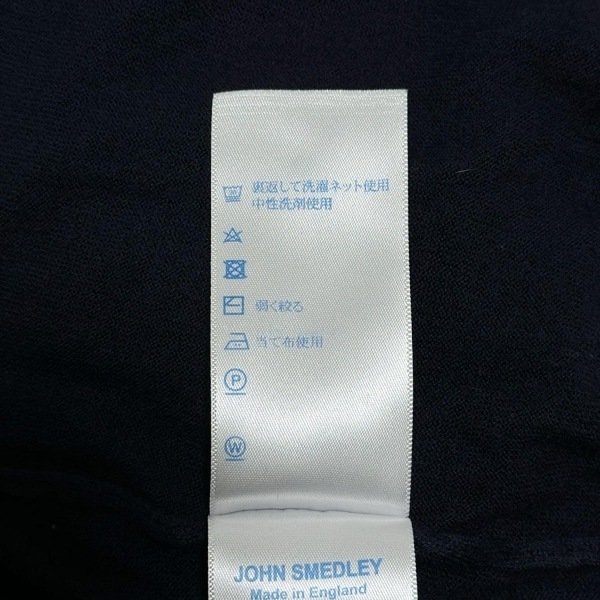 30
裏返して洗濯ネット使用
中性洗剤使用
弱く絞る
当て布使用
P
W
JOHN SMEDLEY
Made in England